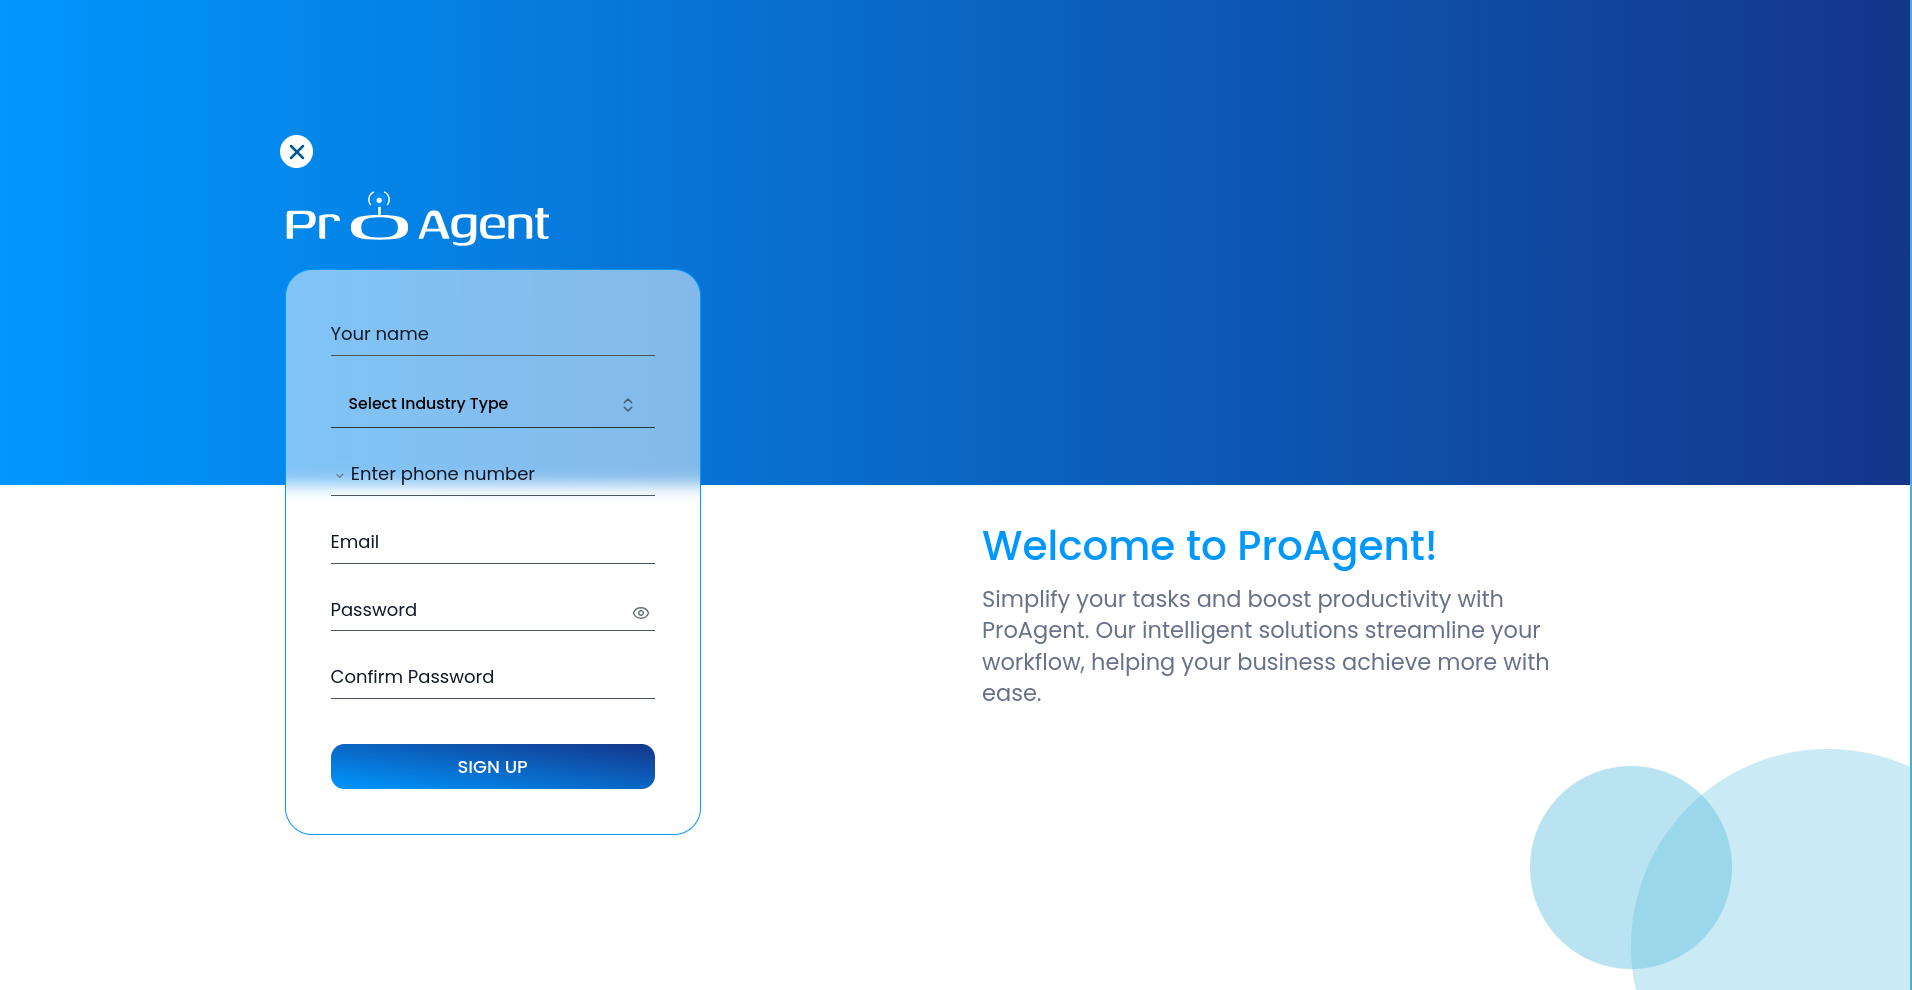 Pro Agent
Your name
Select Industry Type
Enter phone number
Email
Password
Confirm Password
SIGN UP
Welcome to ProAgent!
Simplify your tasks and boost productivity with
ProAgent. Our intelligent solutions streamline your
workflow, helping your business achieve more with
ease.